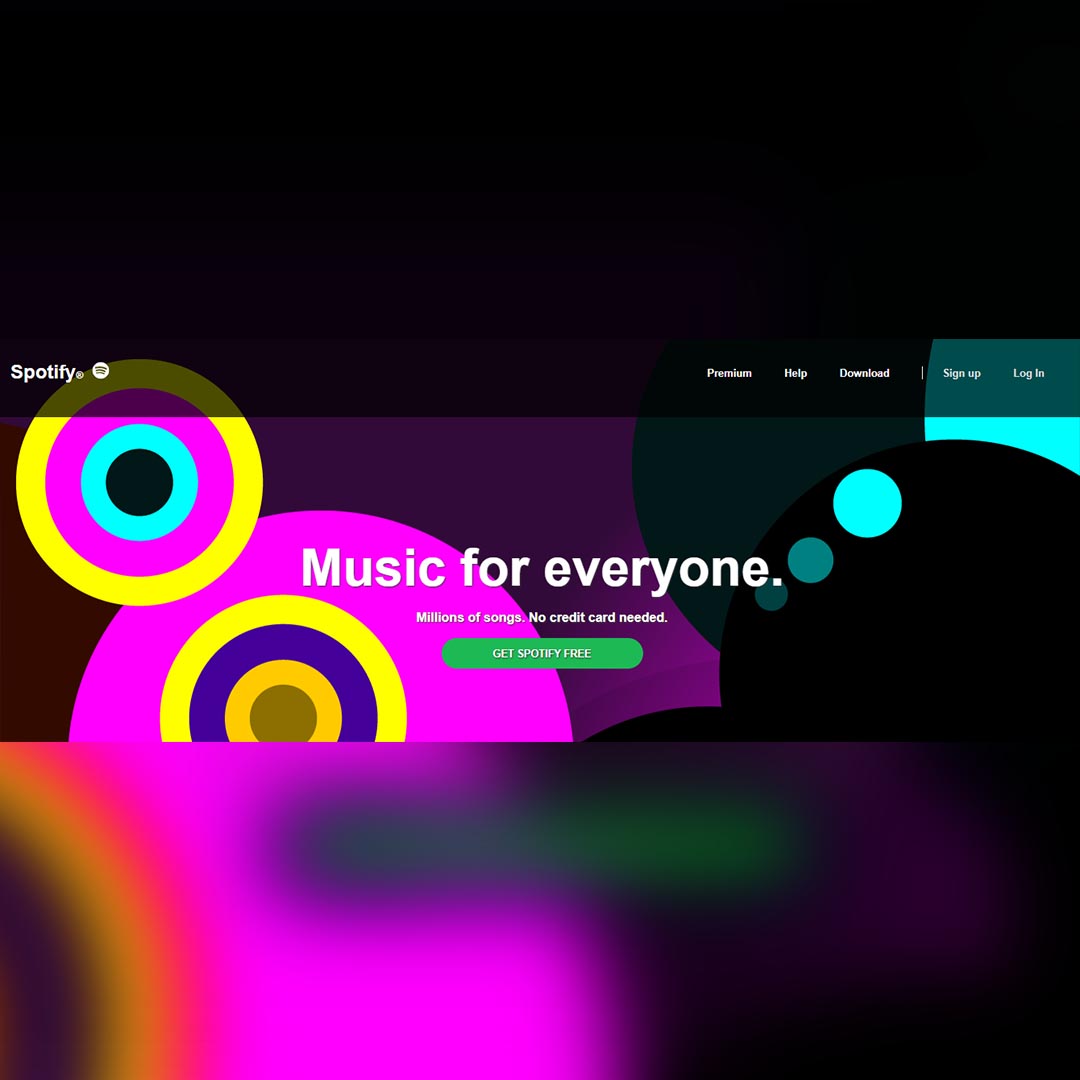 Spotify®
Premium Help Download | Sign up Log In
Music for everyone.
Millions of songs. No credit card needed.
GET SPOTIFY FREE